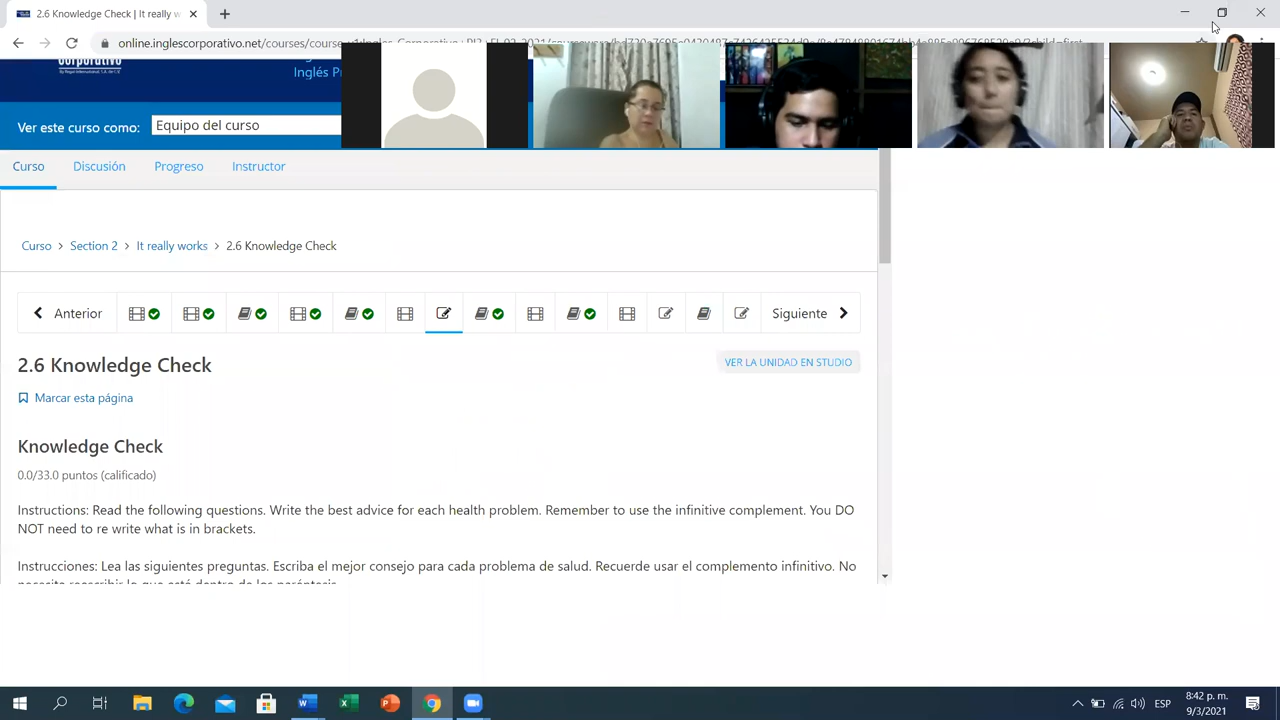 2.6 Knowledge Check | It really w
Corporativo
Inglés Pr
Ver este curso como:
Equipo del curso
Curso
Discusión
Progreso
Instructor
Curso > Section 2 > It really works > 2.6 Knowledge Check
Anterior
Siguiente
2.6 Knowledge Check
VER LA UNIDAD EN STUDIO
Marcar esta página
Knowledge Check
0.0/33.0 puntos (calificado)
Instructions: Read the following questions. Write the best advice for each health problem. Remember to use the infinitive complement. You DO
NOT need to re write what is in brackets.
Instrucciones: Lea las siguientes preguntas. Escriba el mejor consejo para cada problema de salud. Recuerde usar el complemento infinitivo. No
ESP
8:42 p. m.
9/3/2021